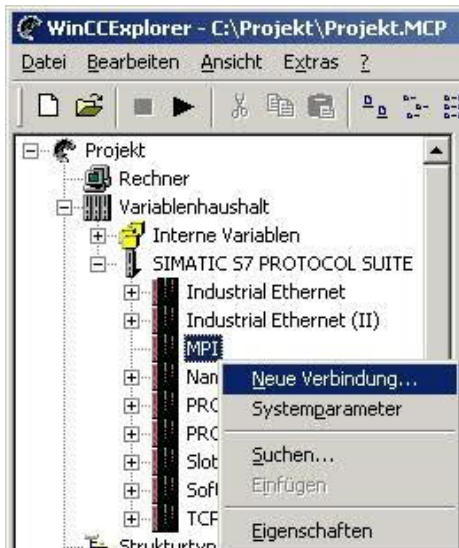 WinCCExplorer - C:\Projekt\Projekt.MCP
Datei Bearbeiten Ansicht Extras ?
Projekt
Rechner
Variablenhaushalt
Interne Variablen
SIMATIC S7 PROTOCOL SUITE
Industrial Ethernet
Industrial Ethernet (II)
MPI
Nam
Neue Verbindung...
PRO
Systemparameter
PRO
Slot
Suchen...
Soft
Einfügen
TCP
Eigenschaften